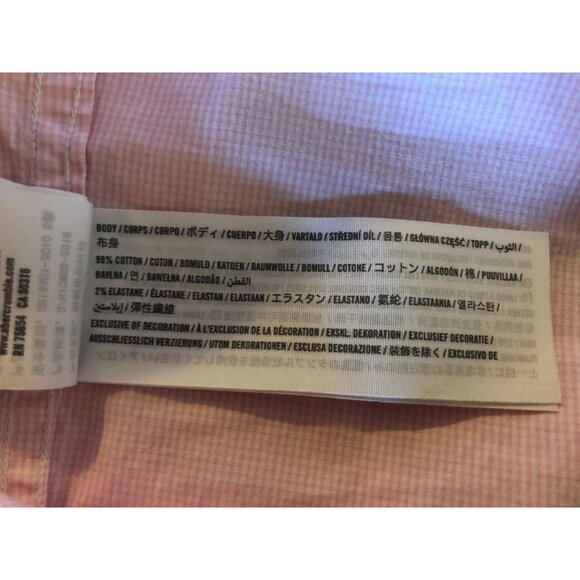 BODY / CORPS / CORPO / ボディ / CUERPO / 大身 / VARTALO / STŘEDNÍ DÍL / 몸통 / GŁÓWNA CZĘŚĆ / TOPP / الثوب /
布身
98% COTTON / COTON / BOMULD / KATOEN / BAUMWOLLE / BOMULL / COTONE / コットン / ALGODÓN / 棉 / PUUVILLAA /
BAVLNA / 면 / BAWEŁNA / ALGODÃO / القطن /
2% ELASTANE / ÉLASTANE / ELASTAN / ELASTAAN / エラスタン / ELASTANO / 氨纶 / ELASTAANIA / 엘라스탄 /
إيلاستين / 彈性纖維
EXCLUSIVE OF DECORATION / À L'EXCLUSION DE LA DÉCORATION / EKSKL. DEKORATION / EXCLUSIEF DECORATIE /
AUSSCHLIESSLICH VERZIERUNG / UTOM DEKORATIONEN / ESCLUSA DECORAZIONE / 装飾を除く / EXCLUSIVO DE
www.abercrombie.com
RN 75654 CA 50316